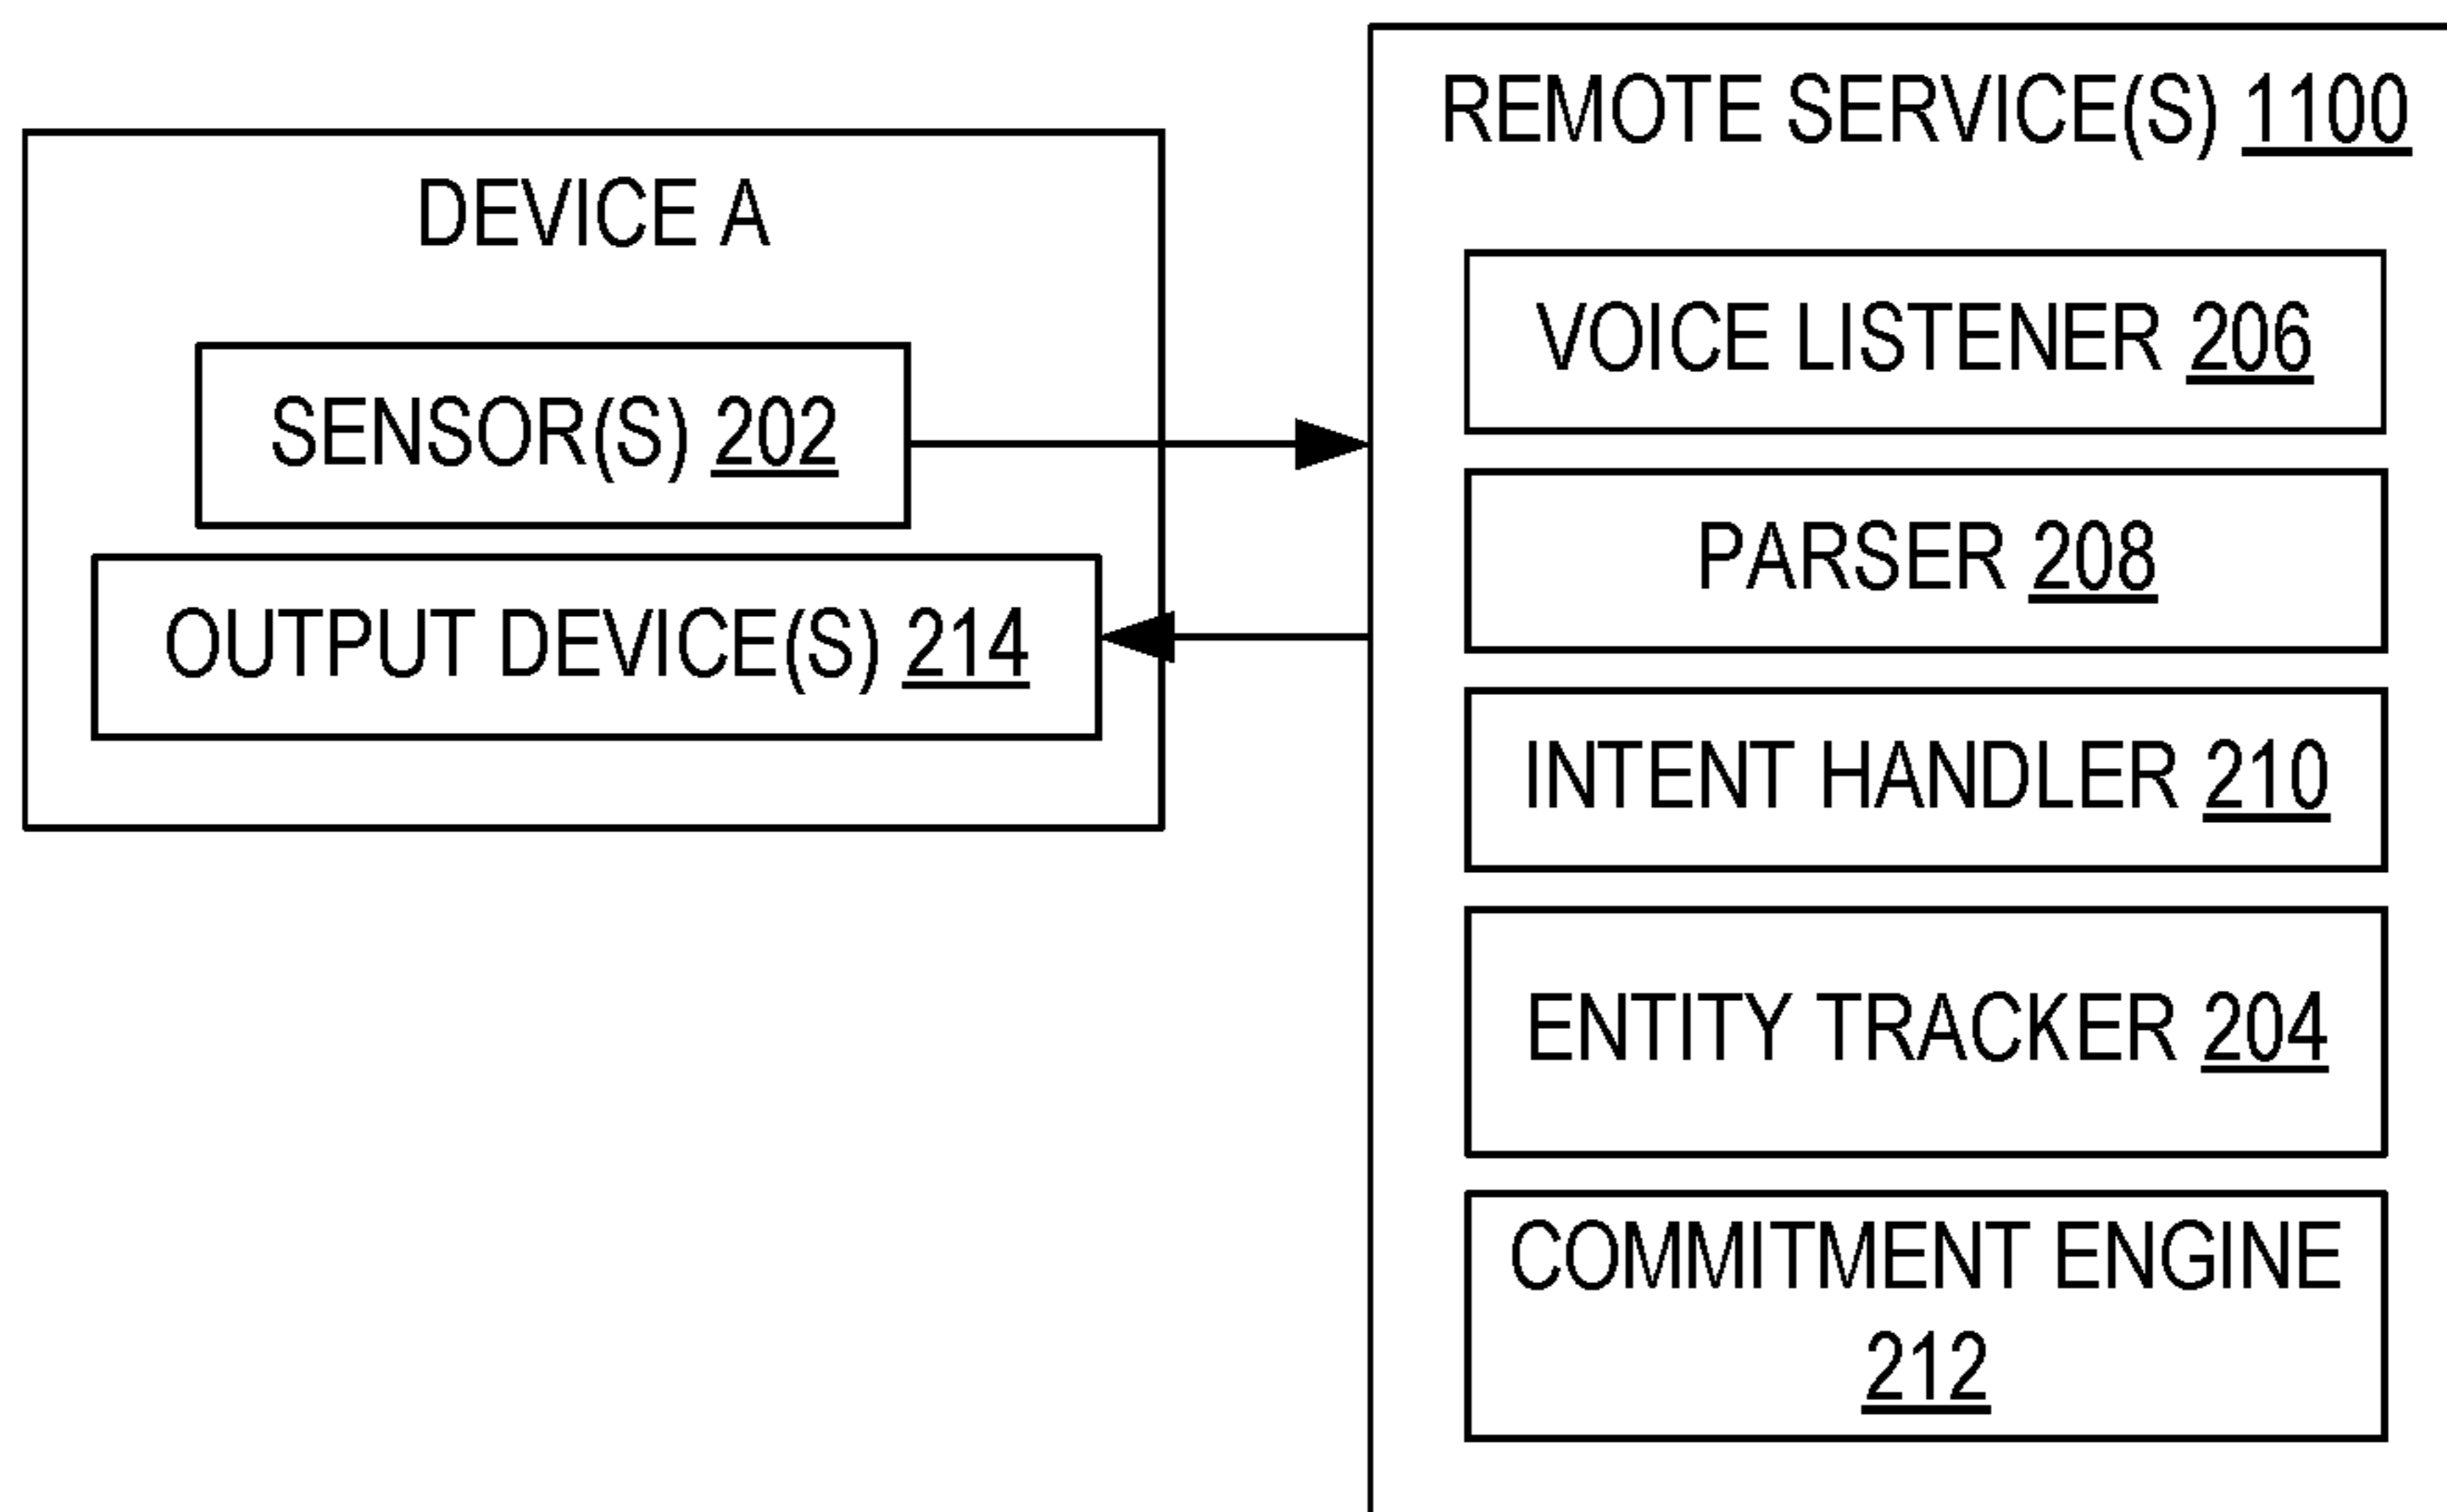 DEVICE A
SENSOR(S) 202
OUTPUT DEVICE(S) 214
REMOTE SERVICE(S) 1100
VOICE LISTENER 206
PARSER 208
INTENT HANDLER 210
ENTITY TRACKER 204
COMMITMENT ENGINE
212